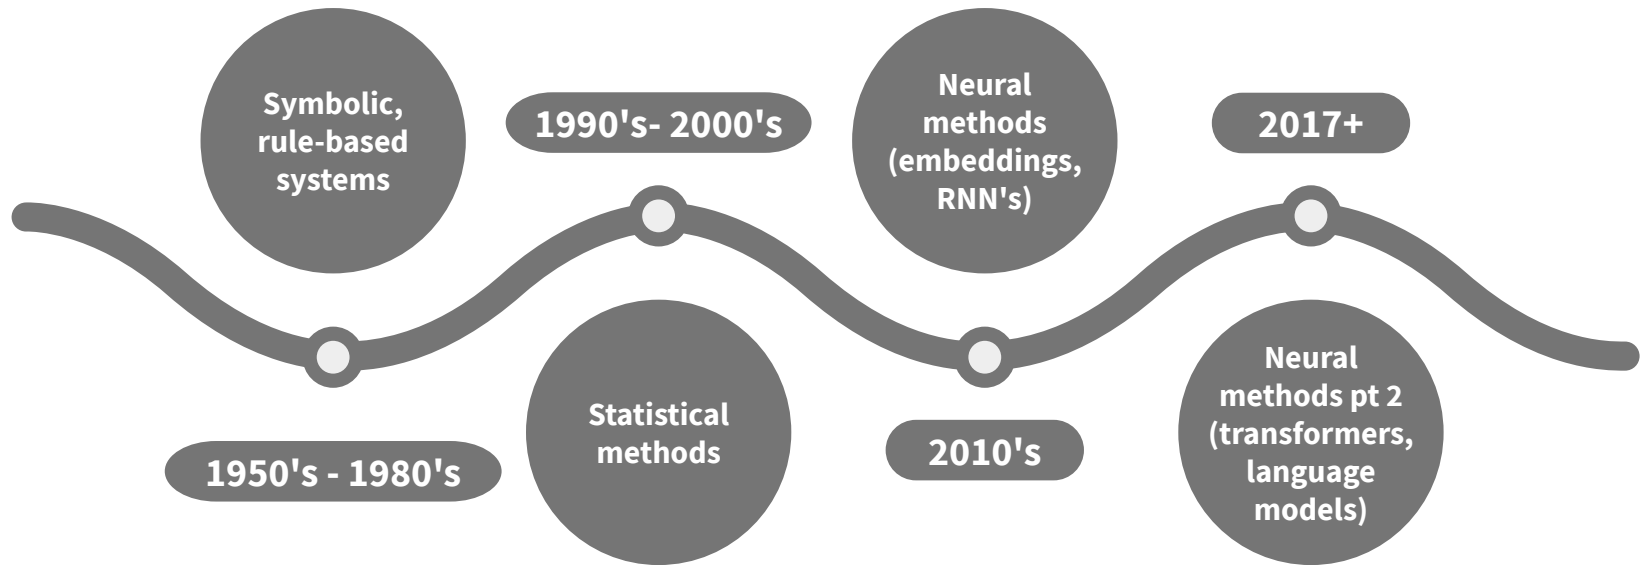 Symbolic,
rule-based
systems
1950's - 1980's
1990's- 2000's
Statistical
methods
Neural
methods
(embeddings,
RNN's)
2010's
2017+
Neural
methods pt 2
(transformers,
language
models)